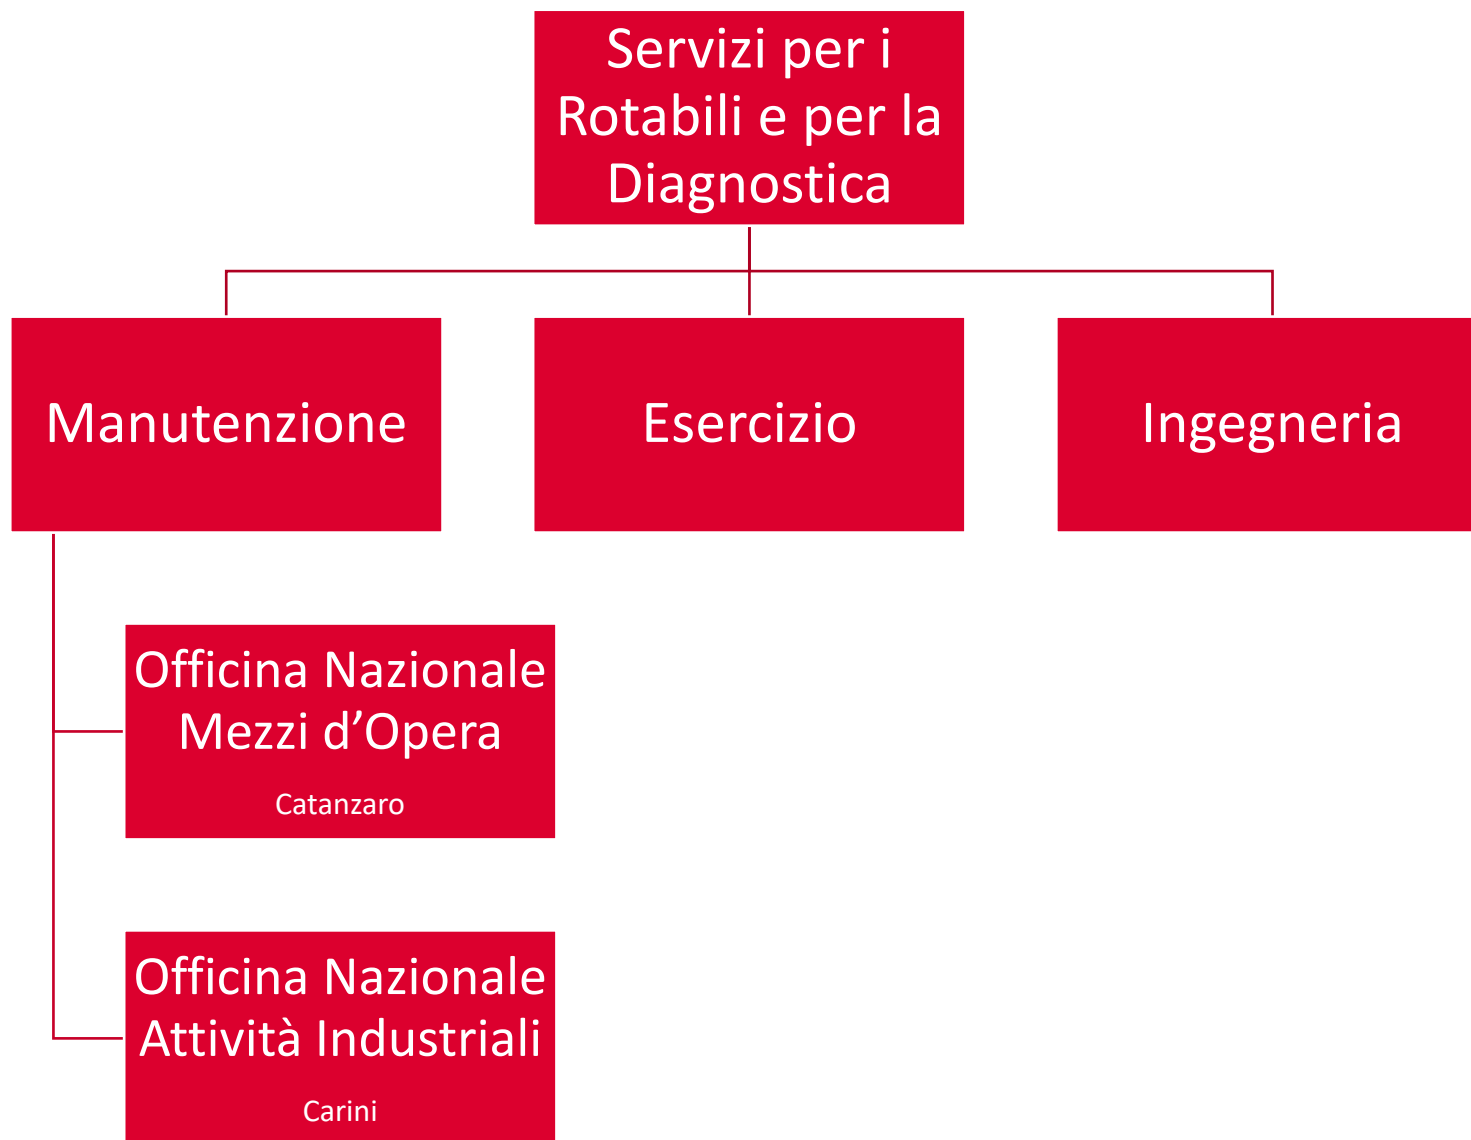 Servizi per i
Rotabili e per la
Diagnostica
Manutenzione
Esercizio
Ingegneria
Officina Nazionale
Mezzi d’Opera
Catanzaro
Officina Nazionale
Attività Industriali
Carini